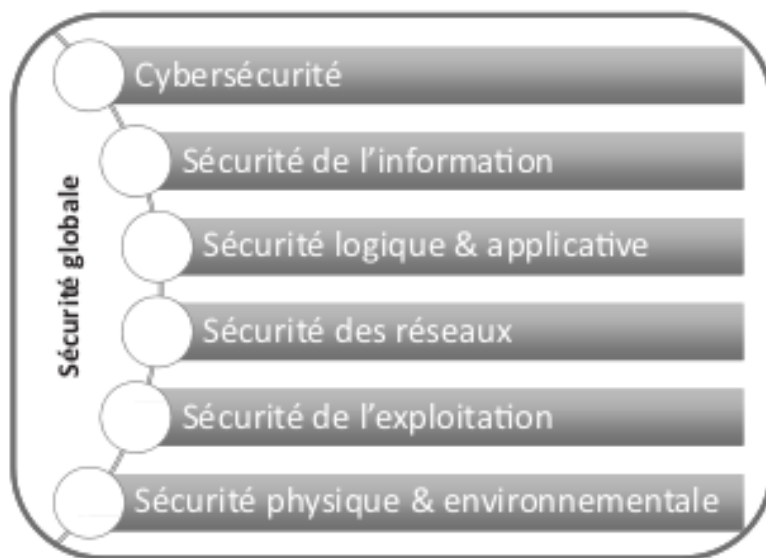 Sécurité globale
Cybersécurité
Sécurité de l’information
Sécurité logique & applicative
Sécurité des réseaux
Sécurité de l’exploitation
Sécurité physique & environnementale